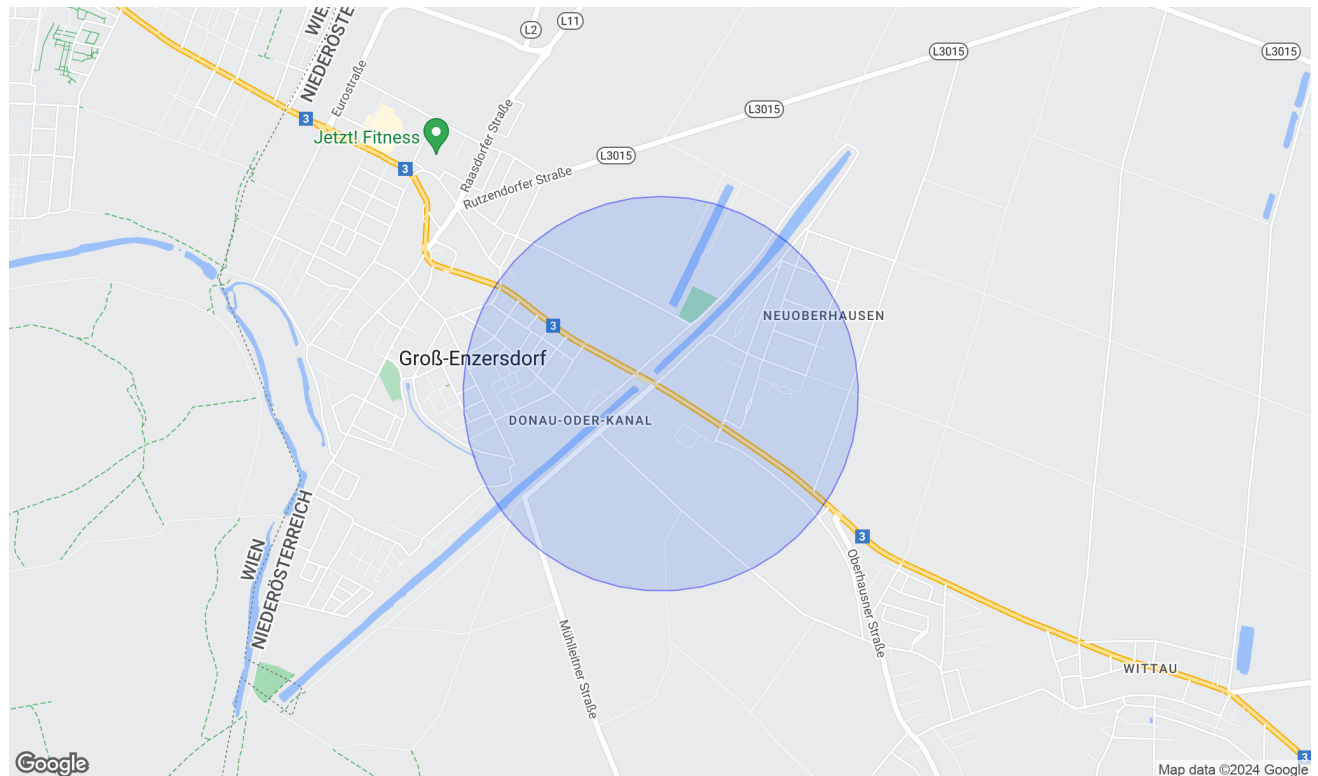 L2
L11
WIEN
NIEDERÖSTE
L3015
L3015
Eurostraße
3
L3015
Jetzt! Fitness
3
Raasdorfer Straße
L3015
Rutzendorfer Straße
NEUOBERHAUSEN
3
Groß-Enzersdorf
DONAU-ODER-KANAL
3
WIEN
NIEDERÖSTERREICH
Oberhausner Straße
Mühlleitner Straße
WITTAU
3
Google
Map data ©2024 Google